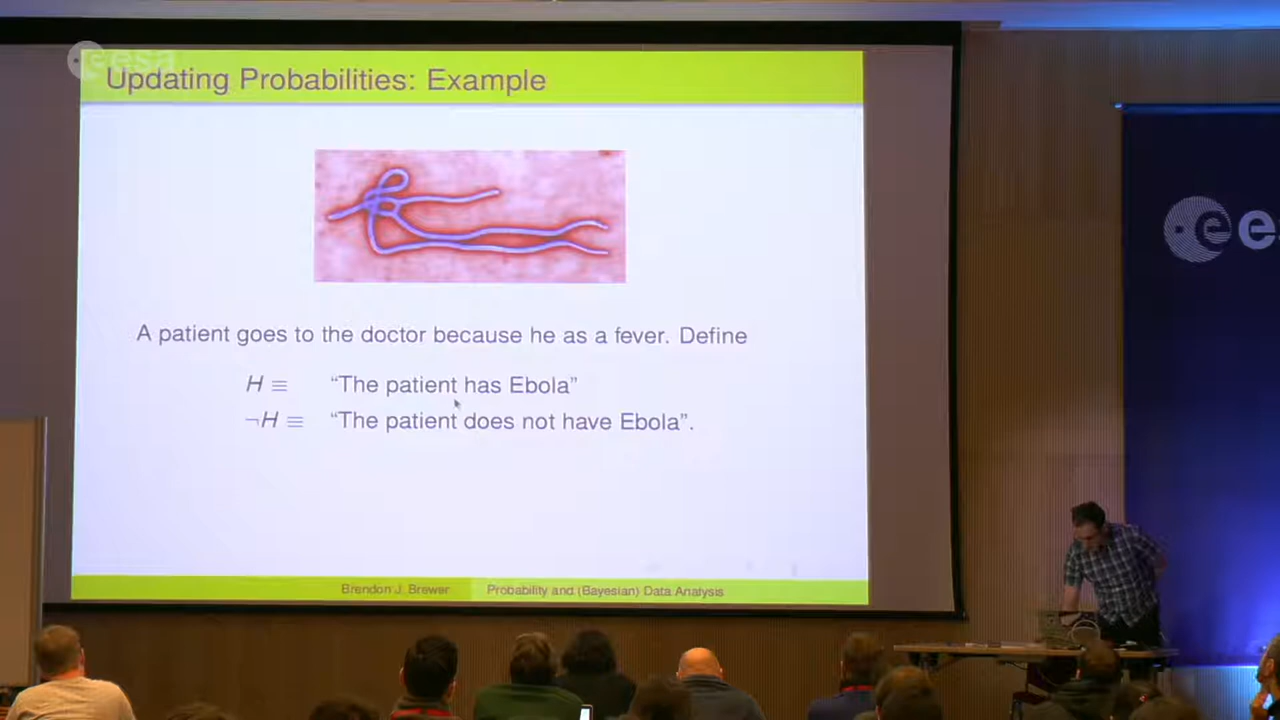 esa
Updating Probabilities: Example
A patient goes to the doctor because he as a fever. Define
H ≡ “The patient has Ebola”
¬H ≡ “The patient does not have Ebola”.
Brendon J. Brewer Probability and (Bayesian) Data Analysis
e